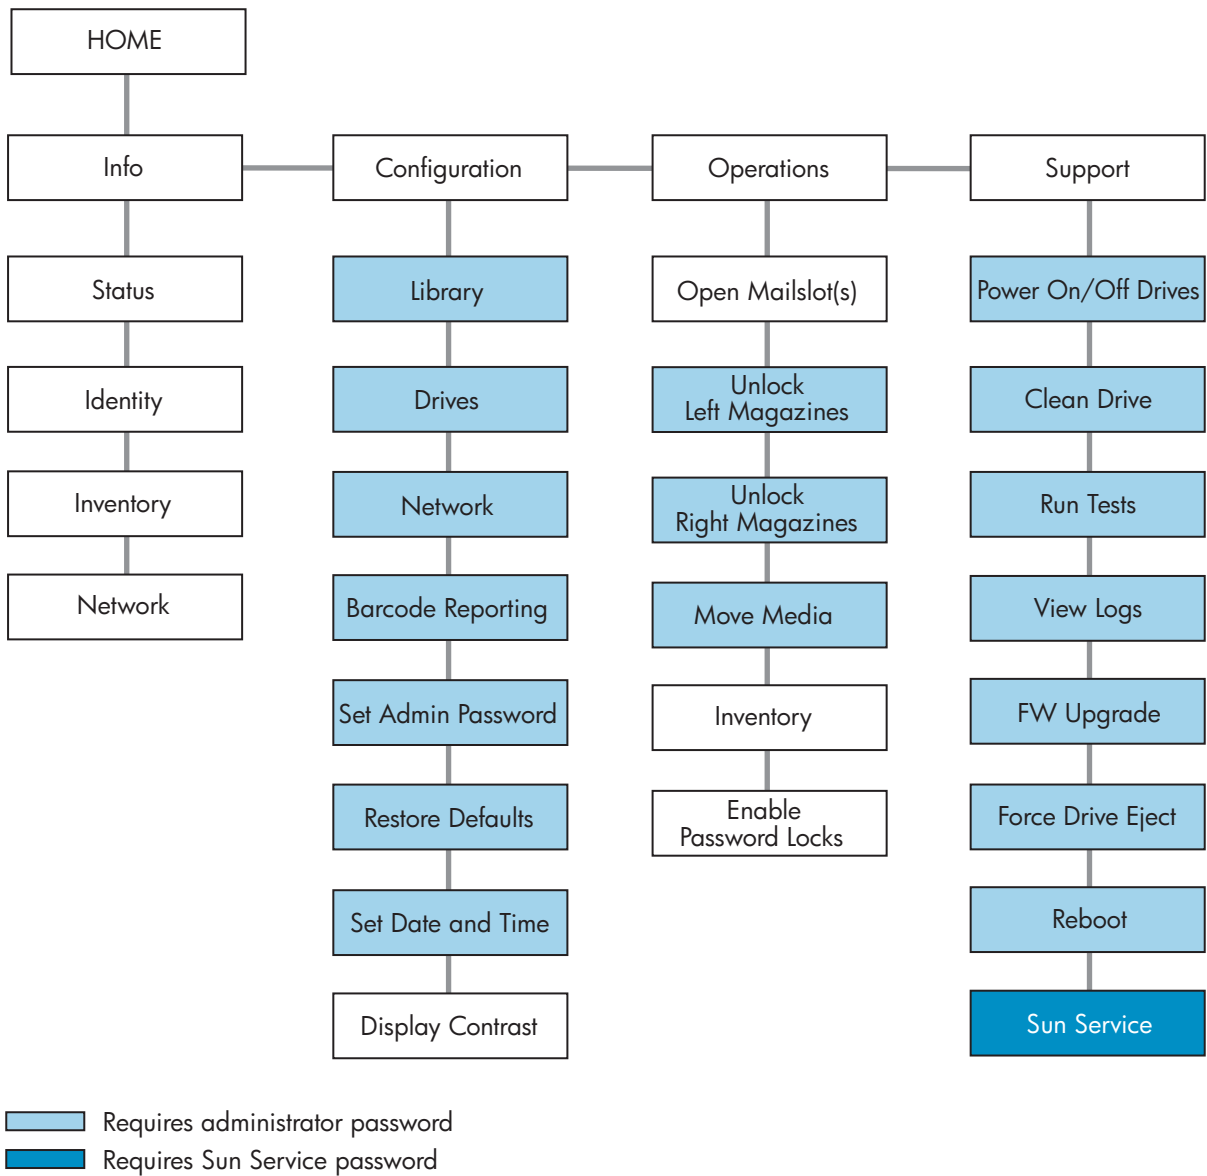 HOME
Info
Configuration
Operations
Support
Status
Identity
Inventory
Network
Library
Drives
Network
Barcode Reporting
Set Admin Password
Restore Defaults
Set Date and Time
Display Contrast
Open Mailslot(s)
Unlock
Left Magazines
Unlock
Right Magazines
Move Media
Inventory
Enable
Password Locks
Power On/Off Drives
Clean Drive
Run Tests
View Logs
FW Upgrade
Force Drive Eject
Reboot
Sun Service
Requires administrator password
Requires Sun Service password